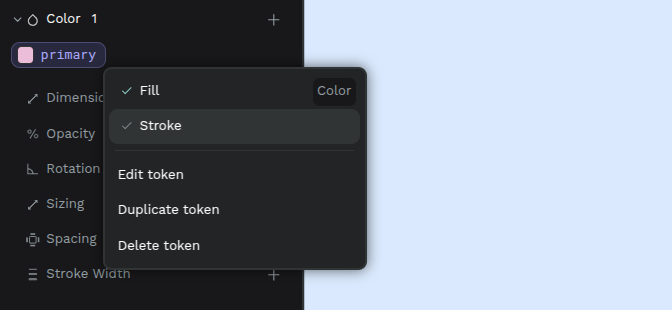 Color 1
primary
Fill Color
Stroke
Dimensio
Opacity
Rotation
Edit token
Sizing
Duplicate token
Spacing
Delete token
Stroke Width